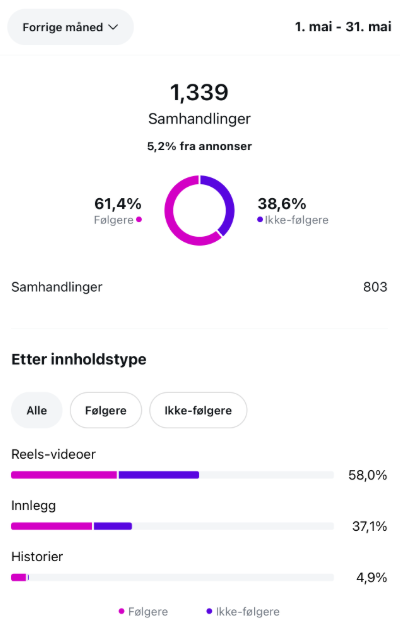 Forrige måned
1. mai - 31. mai
1,339
Samhandlinger
5,2% fra annonser
61,4%
Følgere
38,6%
Ikke-følgere
Samhandlinger 803
Etter innholdstype
Alle Følgere Ikke-følgere
Reels-videoer
58,0%
Innlegg
37,1%
Historier
4,9%
Følgere Ikke-følgere